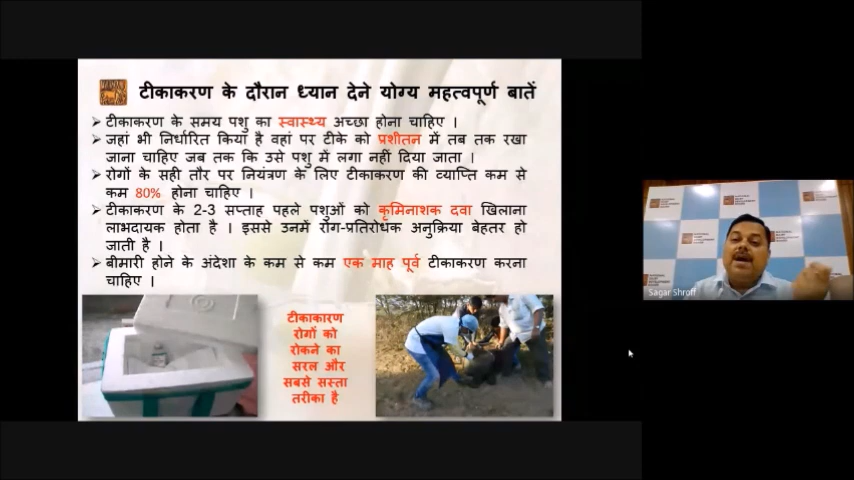 टीकाकरण के दौरान ध्यान देने योग्य महत्वपूर्ण बातें
टीकाकरण के समय पशु का स्वास्थ्य अच्छा होना चाहिए ।
जहां भी निर्धारित किया है वहां पर टीके को प्रशीतन में तब तक रखा
जाना चाहिए जब तक कि उसे पशु में लगा नहीं दिया जाता ।
रोगों के सही तौर पर नियंत्रण के लिए टीकाकरण की व्याप्ति कम से
कम 80% होना चाहिए ।
टीकाकरण के 2-3 सप्ताह पहले पशुओं को कृमिनाशक दवा खिलाना
लाभदायक होता है । इससे उनमें रोग-प्रतिरोधक अनुक्रिया बेहतर हो
जाती है ।
बीमारी होने के अंदेशा के कम से कम एक माह पूर्व टीकाकरण करना
चाहिए ।
टीकाकारण
रोगों को
रोकने का
सरल और
सबसे सस्ता
तरीका है
Sagar Shroff